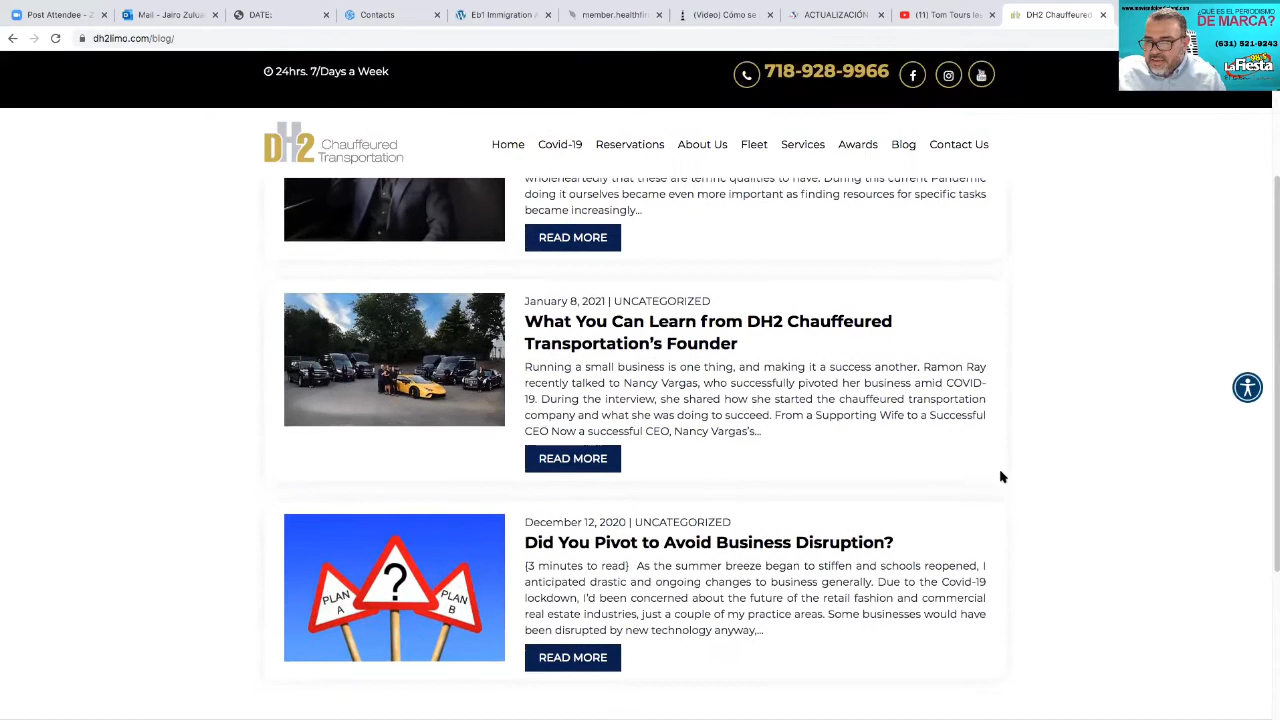 Post Attendee - Z
Mail - Jairo Zulua
DATE:
Contacts
Eb1 Immigration
member.healthfir
(Video) Cómo se
ACTUALIZACIÓN
(11) Tom Tours le
DH2 Chauffeured
dh2limo.com/blog/
¿QUÉ ES EL PERIODISMO
DE MARCA?
(631) 521-9243
LaFiesta
24hrs. 7/Days a Week
718-928-9966
DH2 Chauffeured
Transportation
Home Covid-19 Reservations About Us Fleet Services Awards Blog Contact Us
wholeheartedly that these are terrific qualities to have. During this current Pandemic
doing it ourselves became even more important as finding resources for specific tasks
became increasingly...
READ MORE
January 8, 2021 | UNCATEGORIZED
What You Can Learn from DH2 Chauffeured
Transportation's Founder
Running a small business is one thing, and making it a success another. Ramon Ray
recently talked to Nancy Vargas, who successfully pivoted her business amid COVID-
19. During the interview, she shared how she started the chauffeured transportation
company and what she was doing to succeed. From a Supporting Wife to a Successful
CEO Now a successful CEO, Nancy Vargas's...
READ MORE
December 12, 2020 | UNCATEGORIZED
Did You Pivot to Avoid Business Disruption?
{3 minutes to read} As the summer breeze began to stiffen and schools reopened, I
anticipated drastic and ongoing changes to business generally. Due to the Covid-19
lockdown, I'd been concerned about the future of the retail fashion and commercial
real estate industries, just a couple of my practice areas. Some businesses would have
been disrupted by new technology anyway,...
READ MORE
PLAN
A
?
PLAN
B